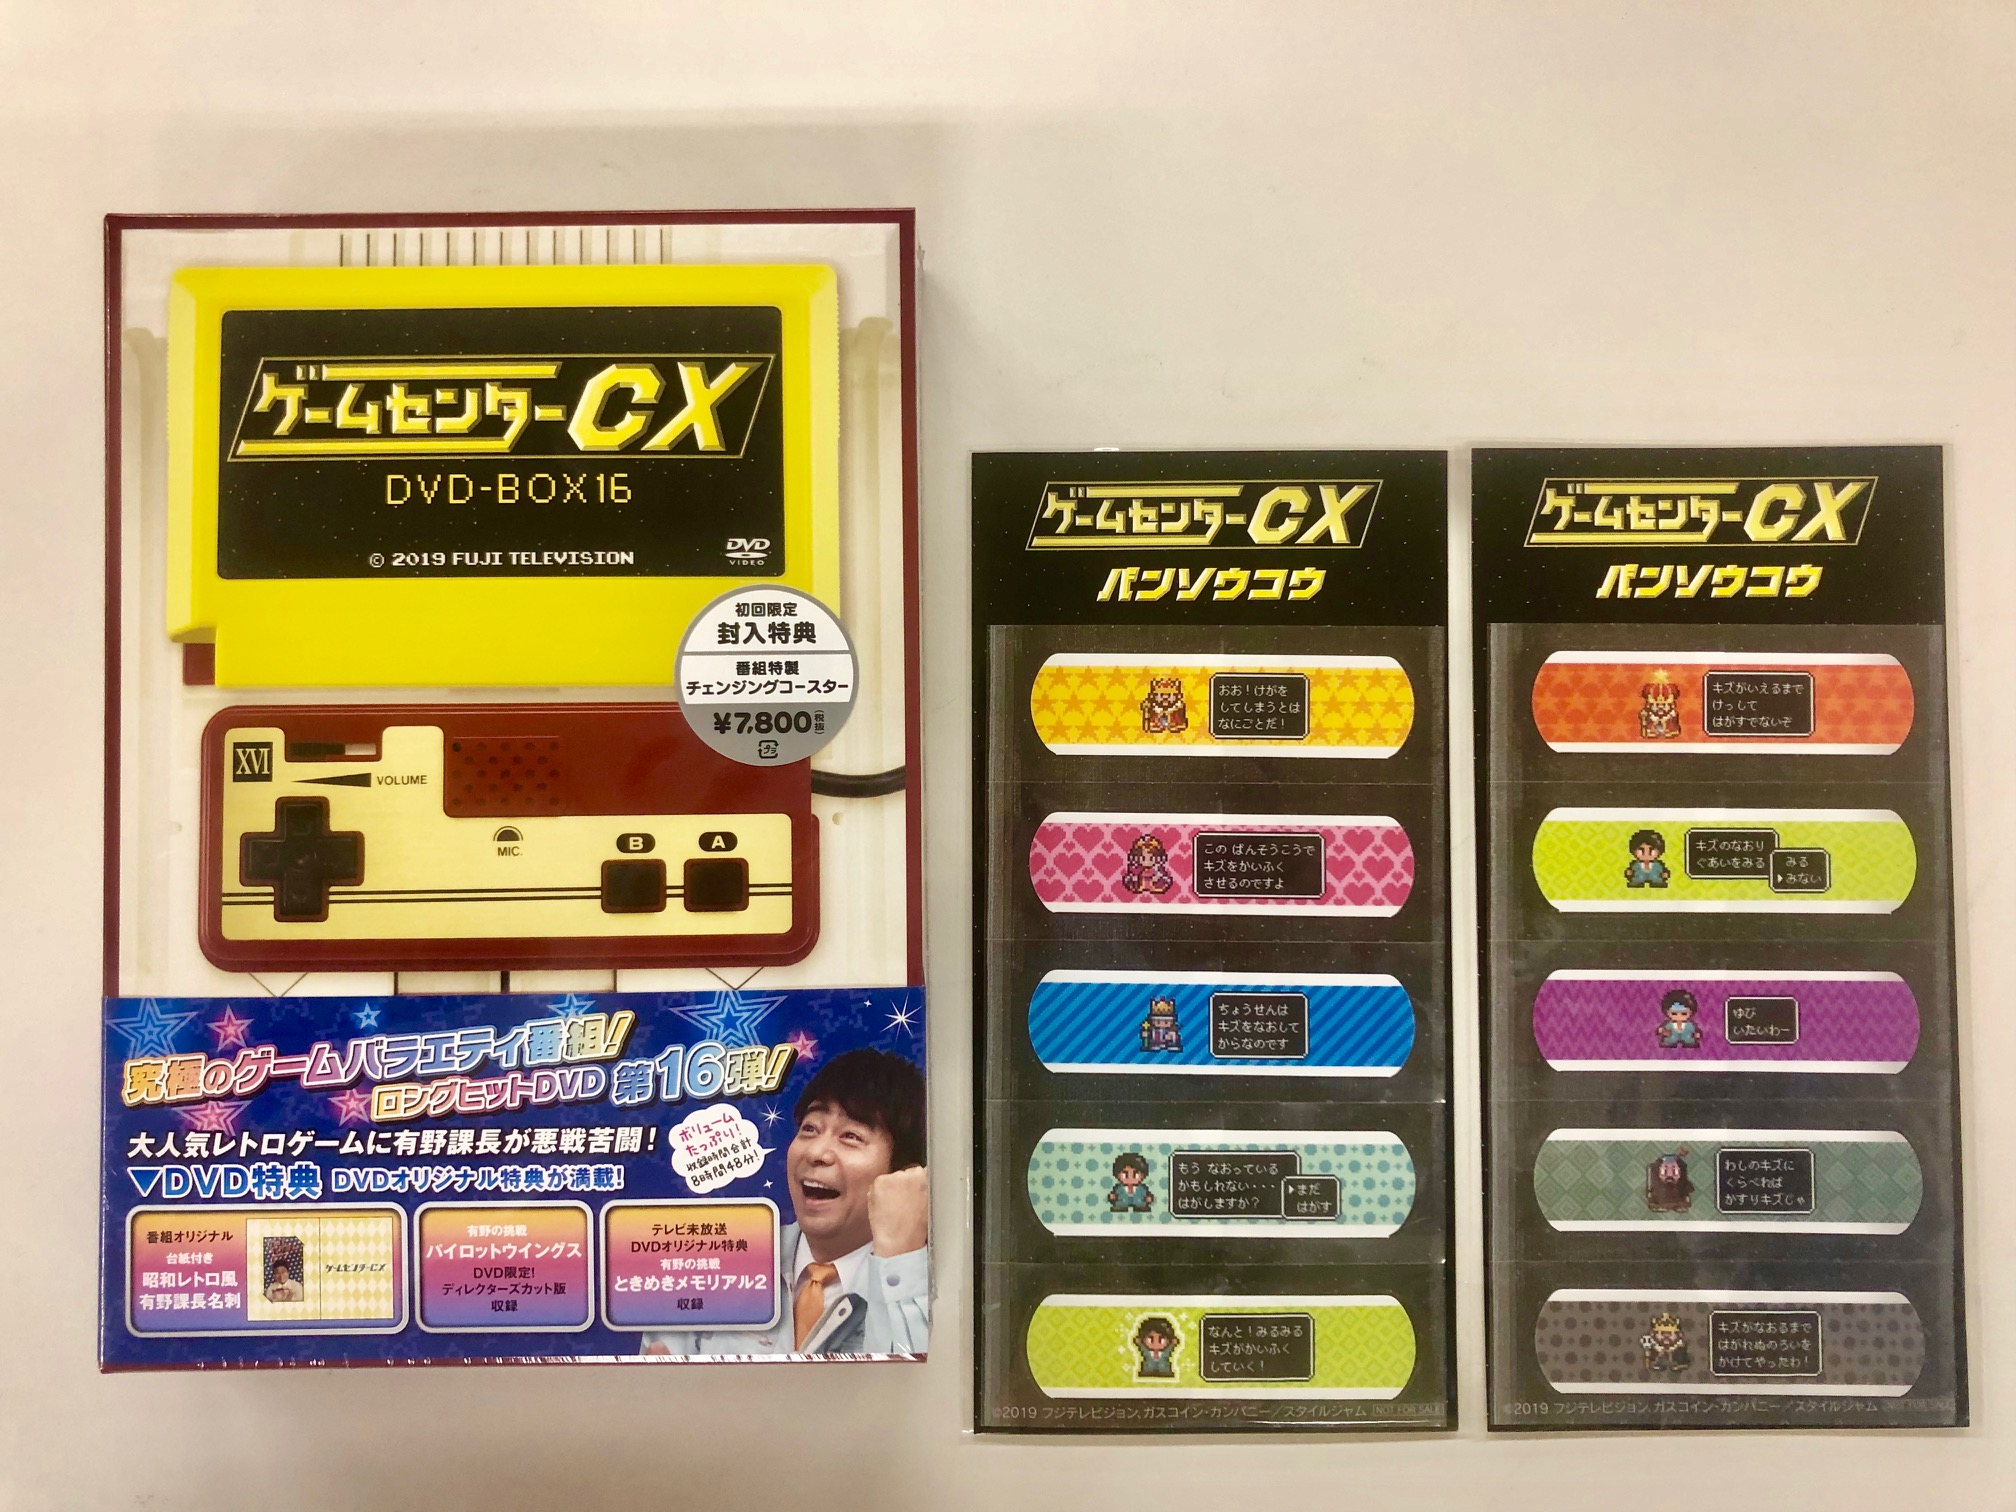 ゲームセンターCX
DVD-BOX16
© 2019 FUJI TELEVISION
DVD
VIDEO
初回限定
封入特典
番組特製
チェンジングコースター
¥7,800(税抜)
プラ
XVI
VOLUME
MIC.
B
A
究極のゲームバラエティ番組!
ロングヒットDVD 第16弾!
大人気レトロゲームに有野課長が悪戦苦闘!
▼DVD特典 DVDオリジナル特典が満載!
ボリューム
たっぷり!
収録時間合計
8時間48分!
番組オリジナル
台紙付き
昭和レトロ風
有野課長名刺
ゲームセンターCX
有野の挑戦
パイロットウイングス
DVD限定!
ディレクターズカット版
収録
テレビ未放送
DVDオリジナル特典
有野の挑戦
ときめきメモリアル2
収録
ゲームセンターCX
バンソウコウ
おお!けがを
してしまうとは
なにごとだ!
この ばんそうこうで
キズをかいふく
させるのですよ
ちょうせんは
キズをなおして
からなのです
もう なおっている
かもしれない・・・
はがしますか?
▶まだ
はがす
なんと!みるみる
キズがかいふく
していく!
©2019 フジテレビジョン、ガスコイン・カンパニー/スタイルジャム NOT FOR SALE
ゲームセンターCX
バンソウコウ
キズがいえるまで
けっして
はがすでないぞ
キズのなおり
ぐあいをみる
みる
▶みない
ゆび
いたいわー
わしのキズに
くらべれば
かすりキズじゃ
キズがなおるまで
はがれぬのろいを
かけてやったわ!
©2019 フジテレビジョン、ガスコイン・カンパニー/スタイルジャム NOT FOR SALE